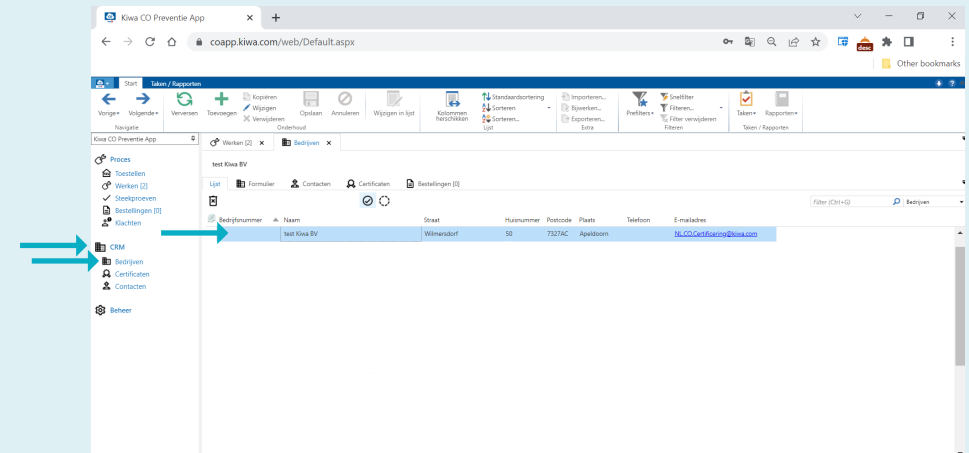 Kiwa CO Preventie App
coapp.kiwa.com/web/Default.aspx
desc
Other bookmarks
Start Taken / Rapporten
Vorige Volgende Verversen Toevoegen Kopiëren Wijzigen Verwijderen Opslaan Annuleren Wijzigen in lijst Kolommen herschikken Standaardsortering Sorteren Sorteren... Importeren... Bijwerken... Exporteren... Prefilters Snelfilter Filteren... Filter verwijderen Taken Rapporten
Navigatie Onderhoud Lijst Extra Filteren Taken / Rapporten
Kiwa CO Preventie App
Werken [2] Bedrijven
Proces
Toestellen
Werken [2]
Steekproeven
Bestellingen [0]
Klachten
CRM
Bedrijven
Certificaten
Contacten
Beheer
test Kiwa BV
Lijst Formulier Contacten Certificaten Bestellingen [0]
Filter (Ctrl+G) Bedrijven
Bedrijfsnummer Naam Straat Huisnummer Postcode Plaats Telefoon E-mailadres
test Kiwa BV Wilmersdorf 50 7327AC Apeldoorn NL.CO.Certificering@kiwa.com